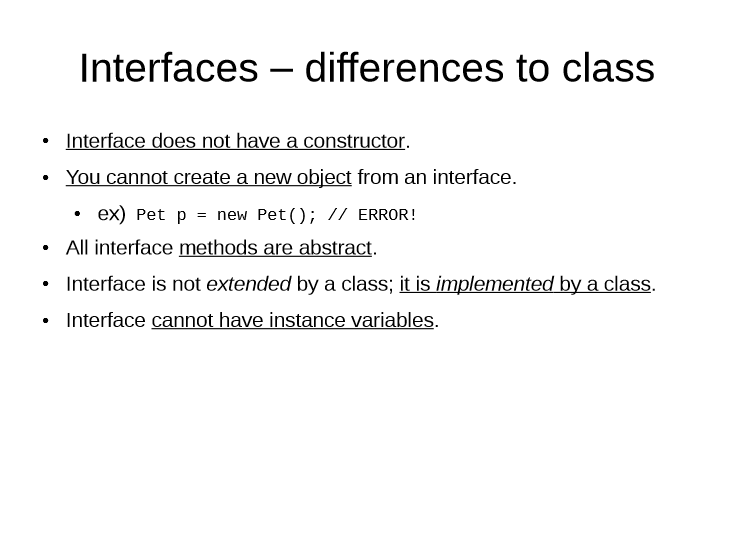 Interfaces – differences to class
• Interface does not have a constructor.
• You cannot create a new object from an interface.
• ex) Pet p = new Pet(); // ERROR!
• All interface methods are abstract.
• Interface is not extended by a class; it is implemented by a class.
• Interface cannot have instance variables.